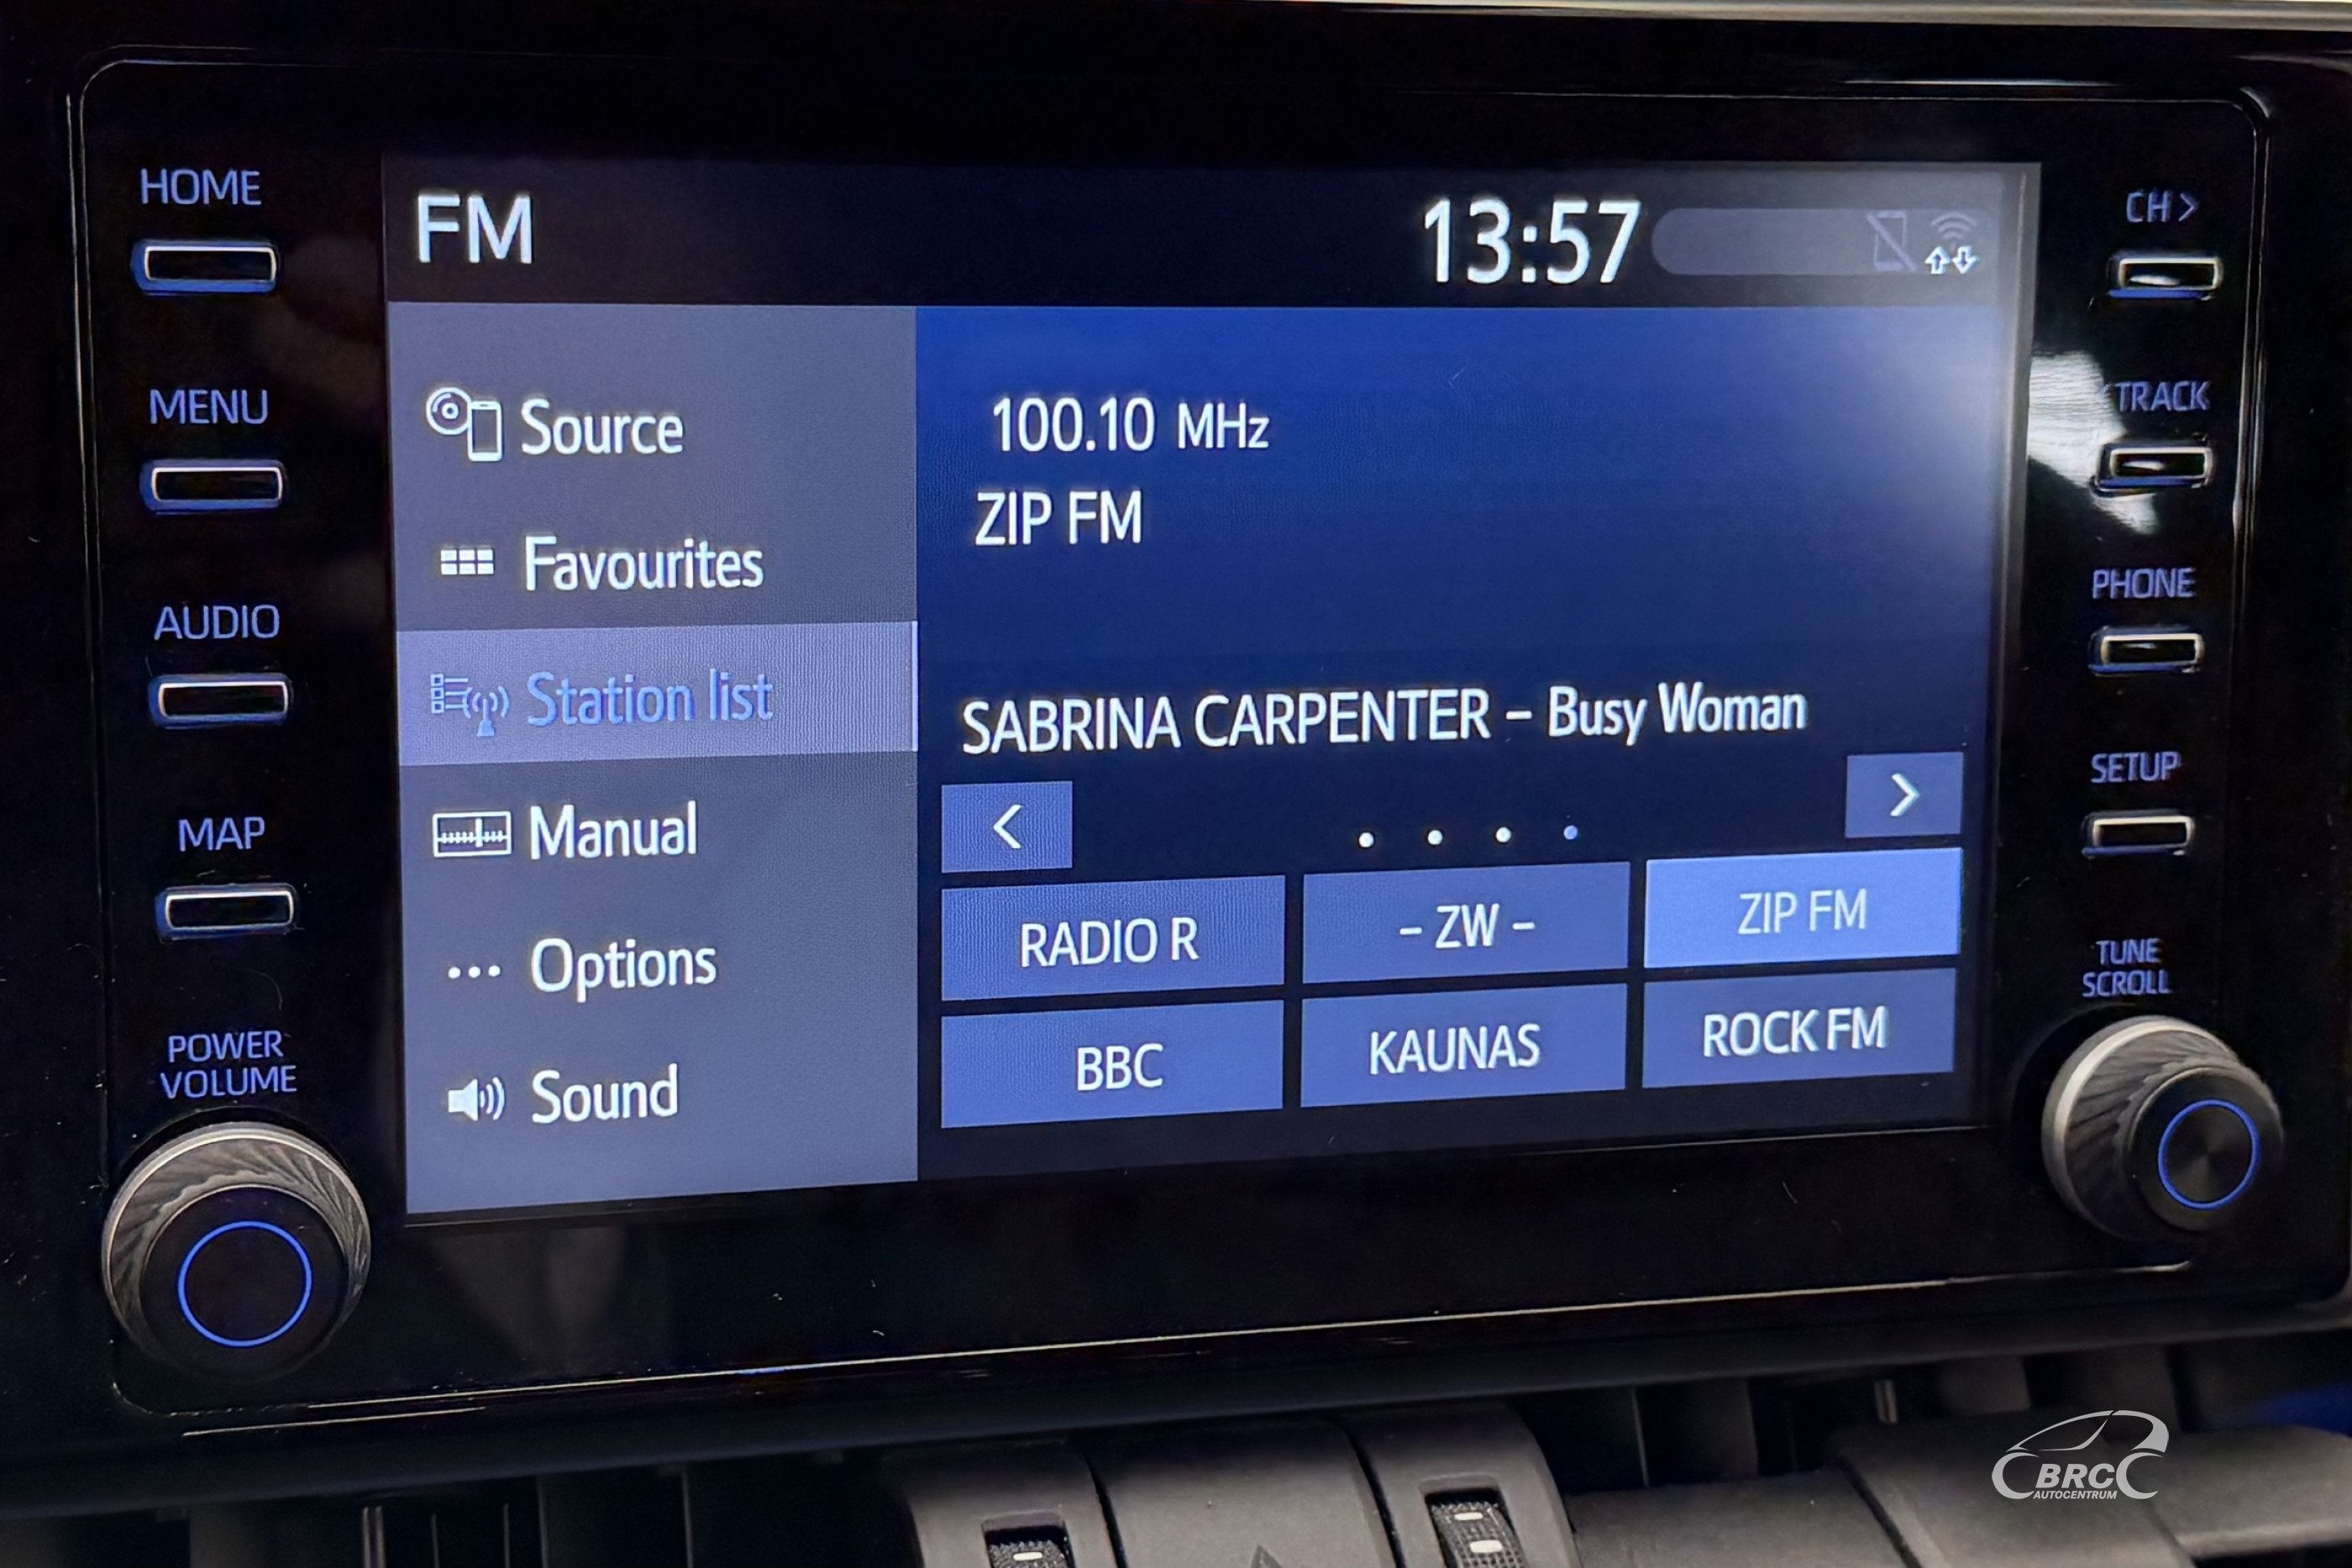 HOME
MENU
AUDIO
MAP
POWER
VOLUME
FM
13:57
Source
Favourites
Station list
Manual
Options
Sound
100.10 MHz
ZIP FM
SABRINA CARPENTER – Busy Woman
<
>
RADIO R
– ZW –
ZIP FM
BBC
KAUNAS
ROCK FM
CH >
TRACK
PHONE
SETUP
TUNE
SCROLL
BRC
AUTOCENTRUM